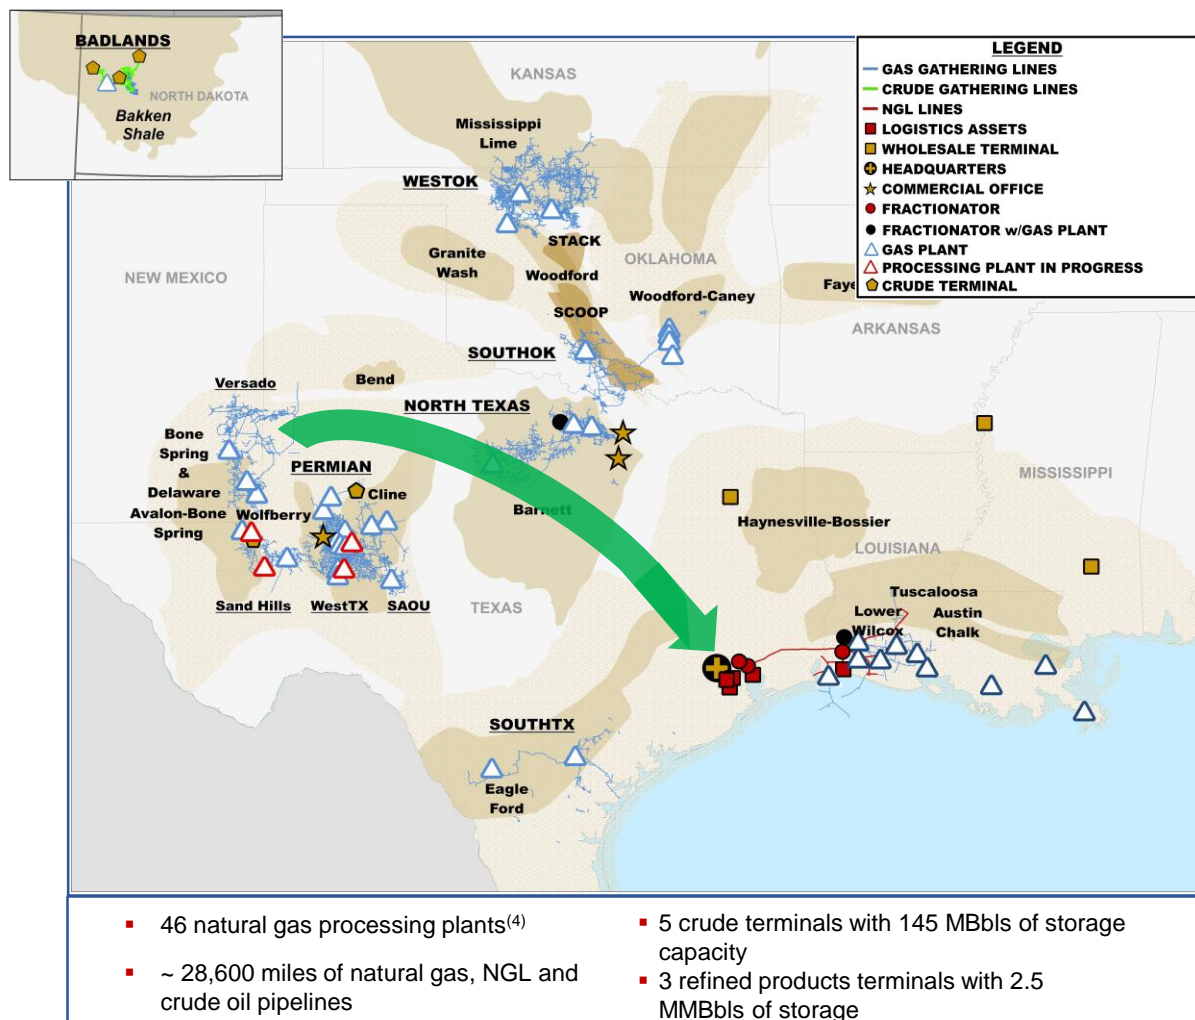 BADLANDS
NORTH DAKOTA
Bakken
Shale
LEGEND
GAS GATHERING LINES
CRUDE GATHERING LINES
NGL LINES
LOGISTICS ASSETS
WHOLESALE TERMINAL
HEADQUARTERS
COMMERCIAL OFFICE
FRACTIONATOR
FRACTIONATOR w/GAS PLANT
GAS PLANT
PROCESSING PLANT IN PROGRESS
CRUDE TERMINAL
KANSAS
Mississippi
Lime
WESTOK
STACK
Granite
Wash
OKLAHOMA
NEW MEXICO
Woodford
Woodford-Caney
Faye
SCOOP
ARKANSAS
SOUTHOK
Bend
Versado
NORTH TEXAS
Bone
Spring
&
Delaware
Avalon-Bone
Spring
PERMIAN
Cline
Wolfberry
Barnett
MISSISSIPPI
Haynesville-Bossier
LOUISIANA
Sand Hills
WestTX
SAOU
TEXAS
Tuscaloosa
Lower
Wilcox
Austin
Chalk
SOUTHTX
Eagle
Ford
46 natural gas processing plants(4)
~ 28,600 miles of natural gas, NGL and
crude oil pipelines
5 crude terminals with 145 MBbls of storage
capacity
3 refined products terminals with 2.5
MMBbls of storage